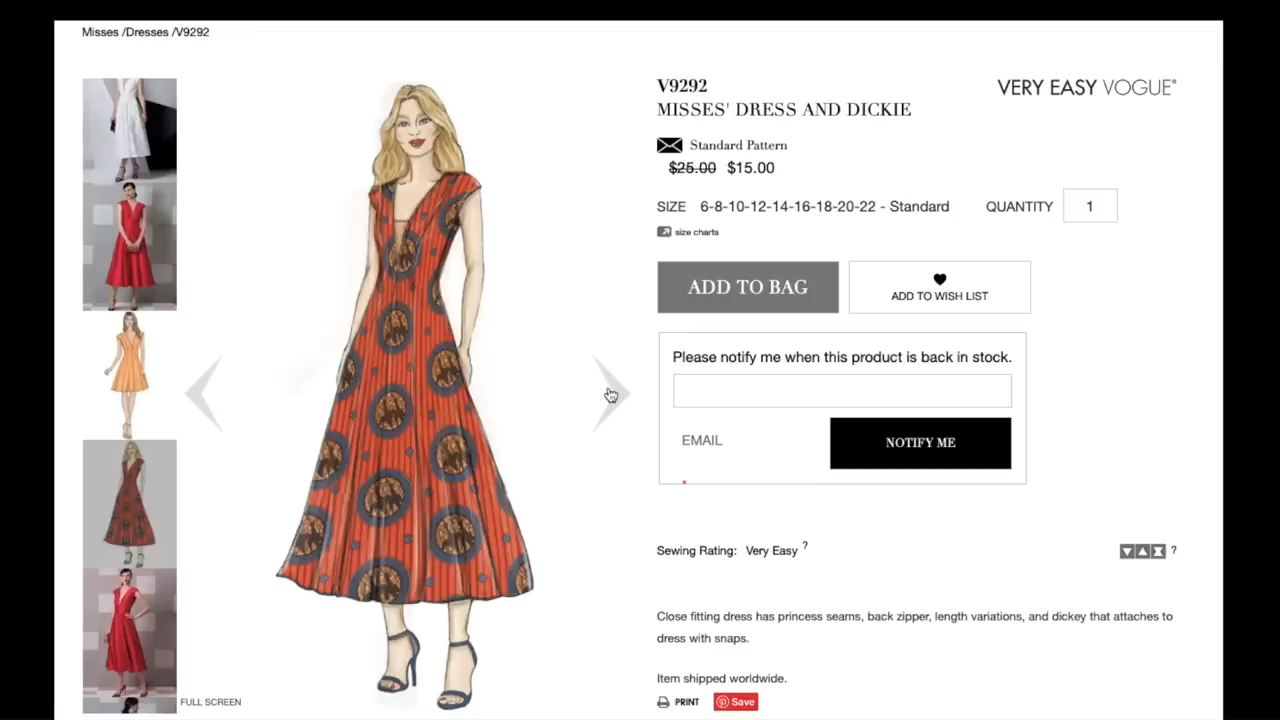 Misses /Dresses /V9292
V9292
VERY EASY VOGUE®
MISSES' DRESS AND DICKIE
Standard Pattern
$25.00 $15.00
SIZE 6-8-10-12-14-16-18-20-22 - Standard QUANTITY 1
size charts
ADD TO BAG
ADD TO WISH LIST
Please notify me when this product is back in stock.
EMAIL
NOTIFY ME
Sewing Rating: Very Easy ?
?
Close fitting dress has princess seams, back zipper, length variations, and dickey that attaches to
dress with snaps.
Item shipped worldwide.
FULL SCREEN
PRINT Save